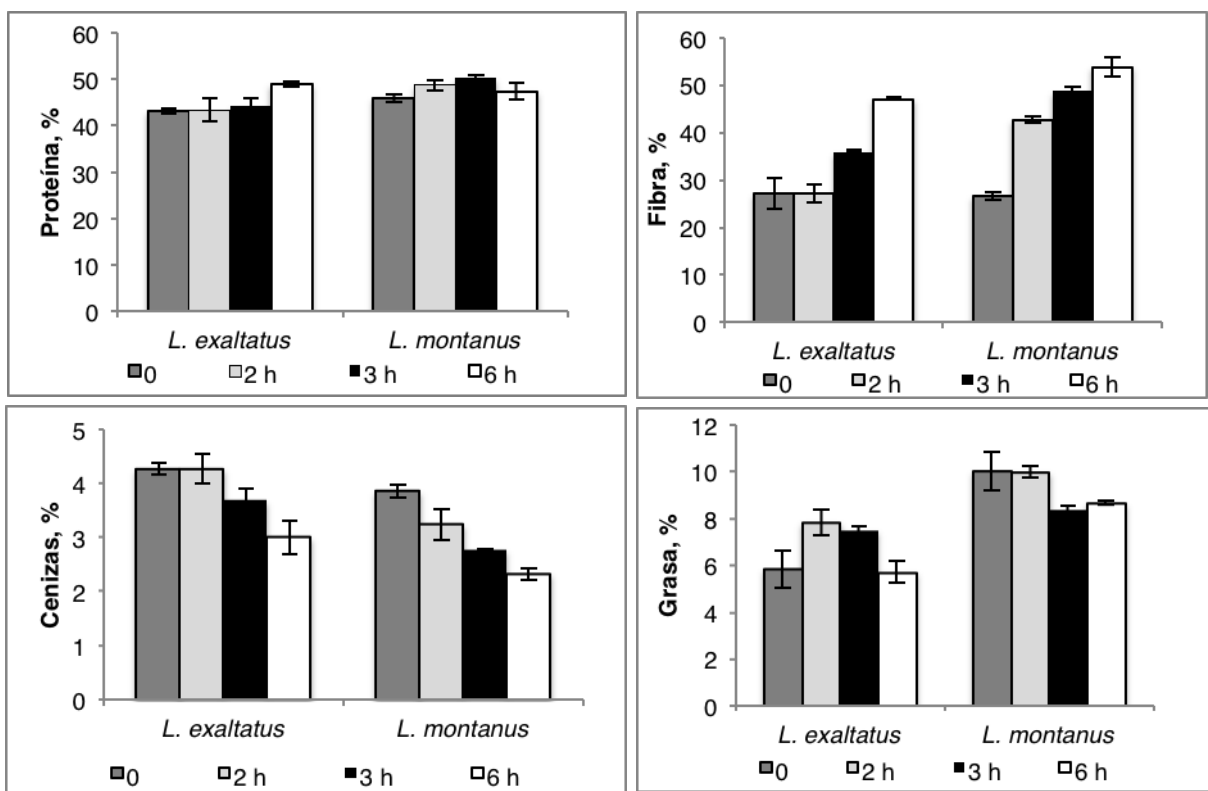 Proteína, %
60
50
40
30
20
10
0
L. exaltatus L. montanus
0 2 h 3 h 6 h
Fibra, %
60
50
40
30
20
10
0
L. exaltatus L. montanus
0 2 h 3 h 6 h
Cenizas, %
5
4
3
2
1
0
L. exaltatus L. montanus
0 2 h 3 h 6 h
Grasa, %
12
10
8
6
4
2
0
L. exaltatus L. montanus
0 2 h 3 h 6 h